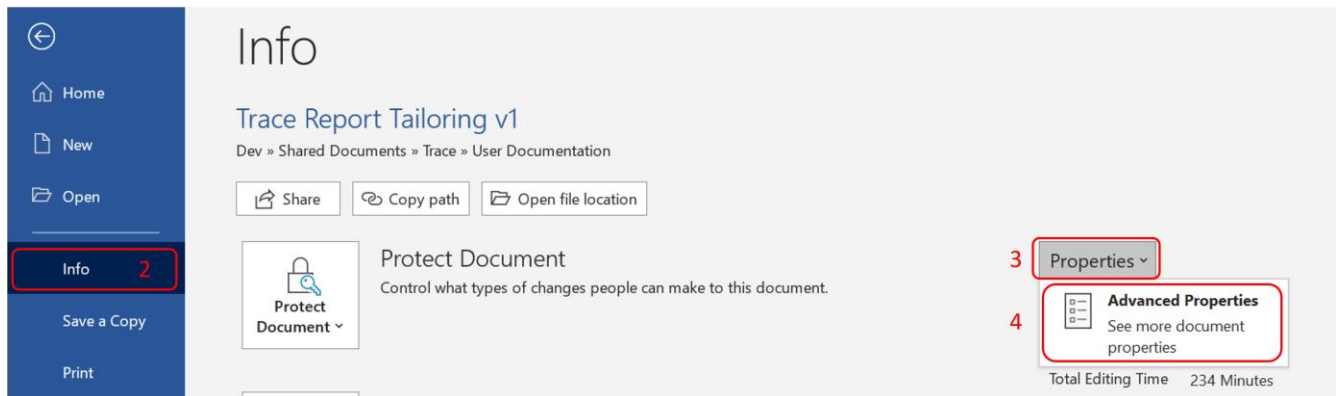 Info
Home
Trace Report Tailoring v1
New
Dev » Shared Documents » Trace » User Documentation
Open
Share
Copy path
Open file location
Info 2
Protect Document
3 Properties
Control what types of changes people can make to this document.
Protect
Document
Advanced Properties
4 See more document
properties
Save a Copy
Print
Total Editing Time 234 Minutes